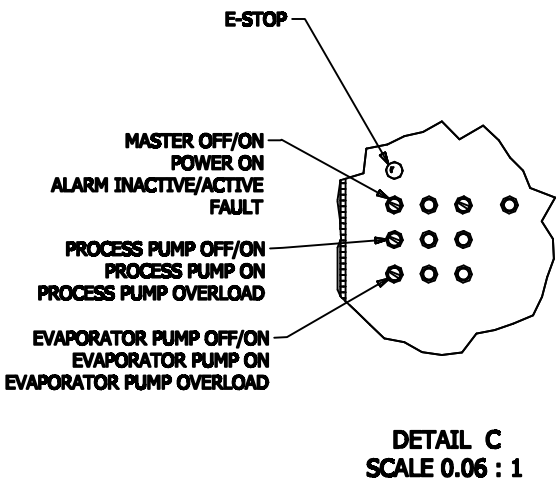 E-STOP
MASTER OFF/ON
POWER ON
ALARM INACTIVE/ACTIVE
FAULT
PROCESS PUMP OFF/ON
PROCESS PUMP ON
PROCESS PUMP OVERLOAD
EVAPORATOR PUMP OFF/ON
EVAPORATOR PUMP ON
EVAPORATOR PUMP OVERLOAD
DETAIL C
SCALE 0.06 : 1